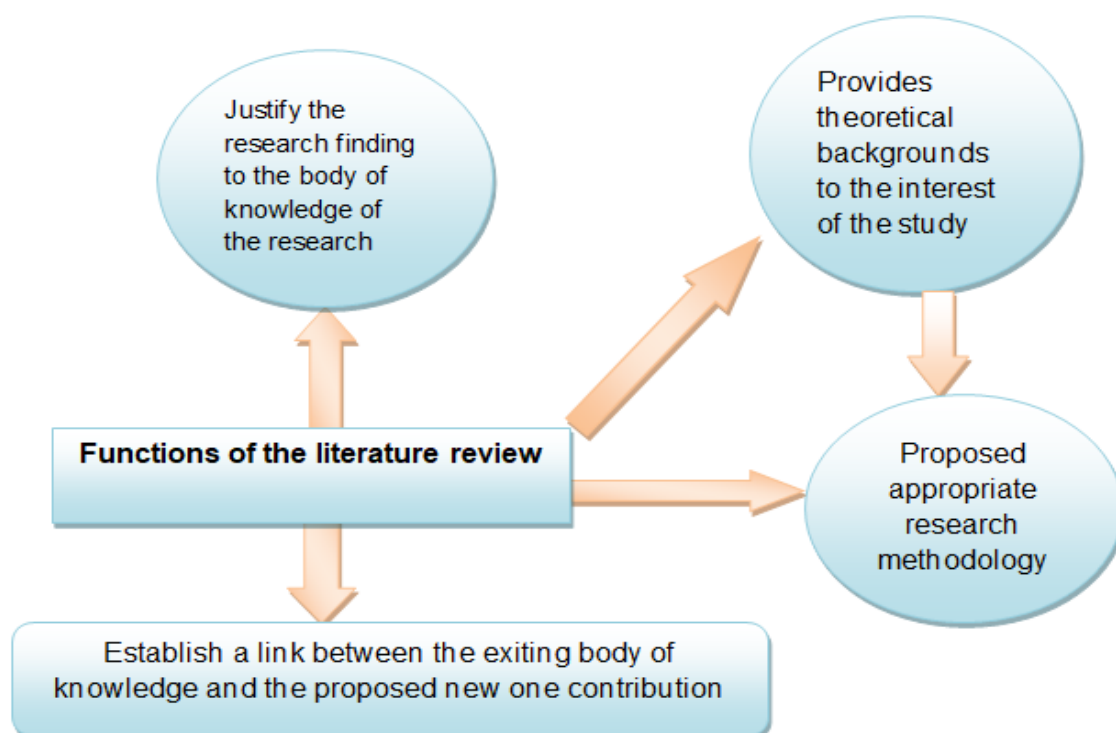 Justify the
research finding
to the body of
knowledge of
the research
Provides
theoretical
backgrounds
to the interest
of the study
Functions of the literature review
Proposed
appropriate
research
methodology
Establish a link between the exiting body of
knowledge and the proposed new one contribution